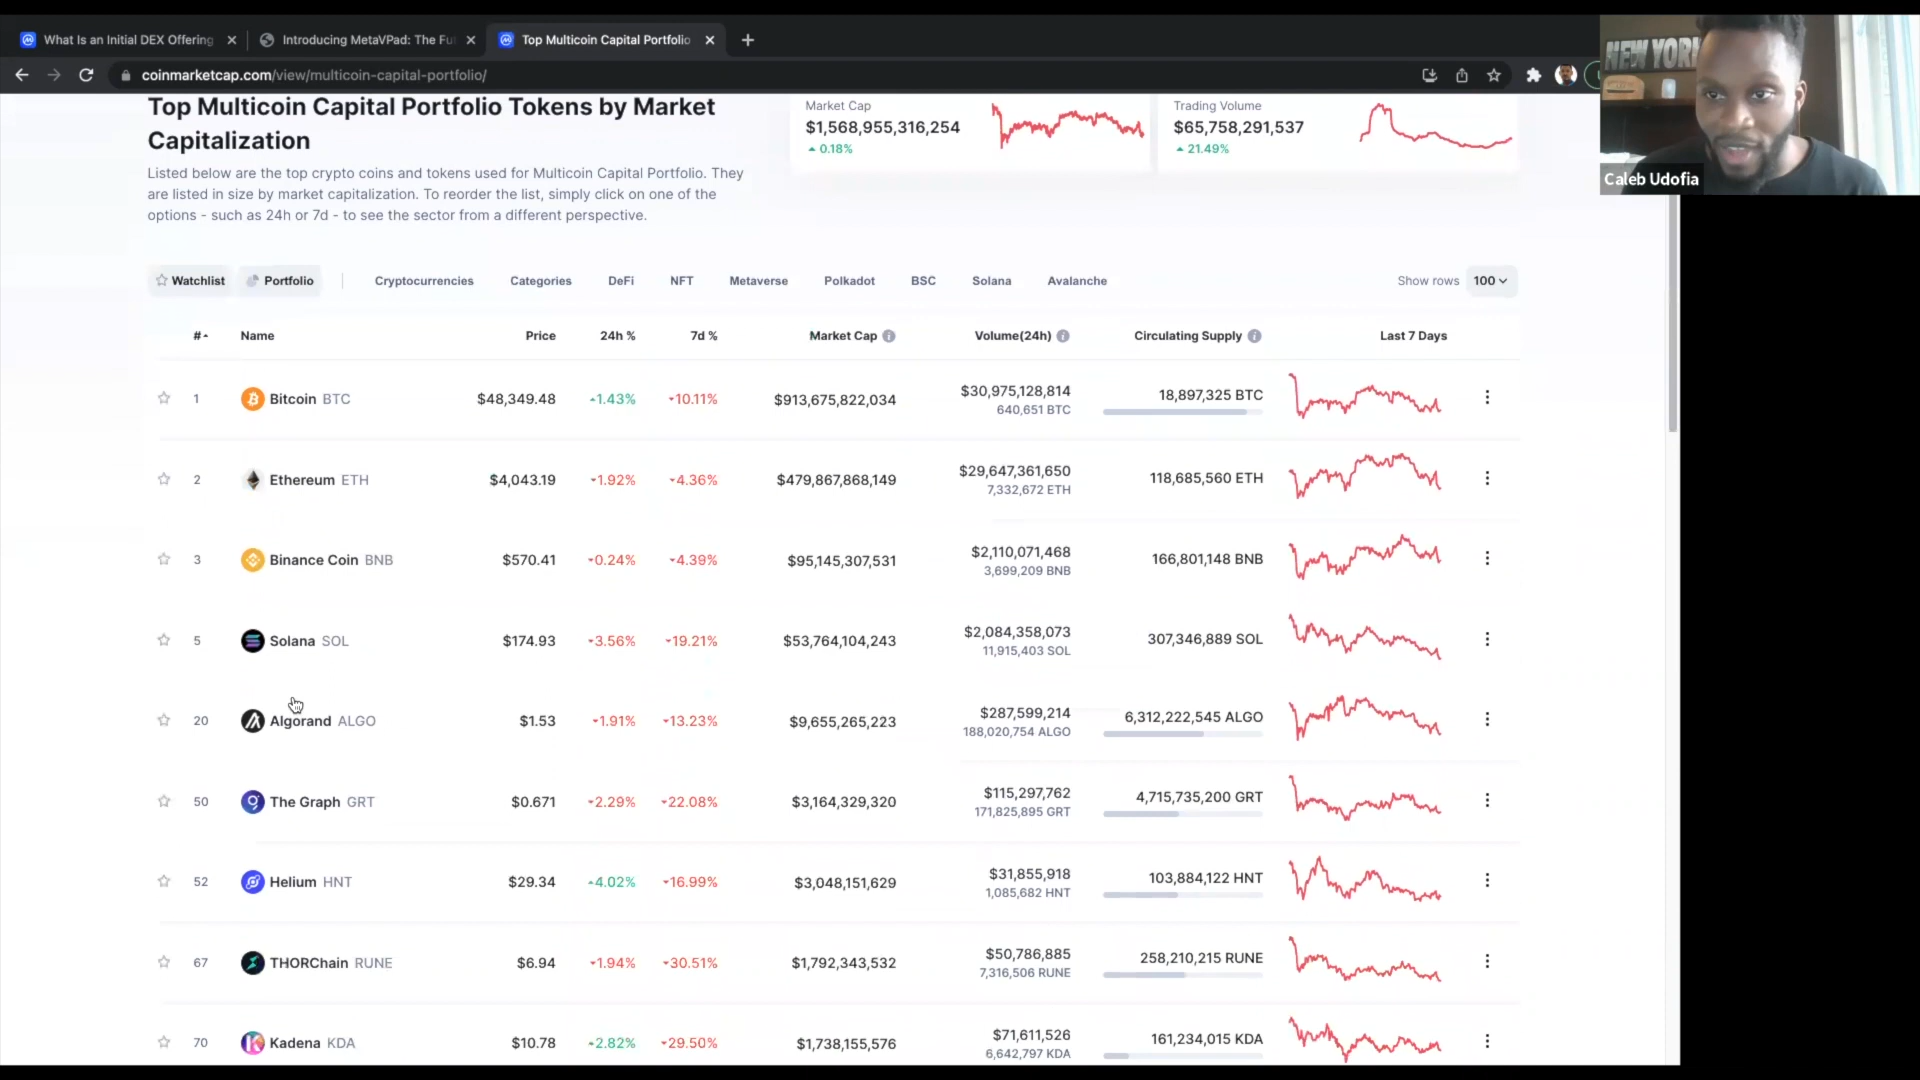 What Is an Initial DEX Offering
Introducing MetaVPad: The Fu
Top Multicoin Capital Portfolio
coinmarketcap.com/view/multicoin-capital-portfolio/
NEW YORK
Caleb Udofia
Top Multicoin Capital Portfolio Tokens by Market
Capitalization
Listed below are the top crypto coins and tokens used for Multicoin Capital Portfolio. They
are listed in size by market capitalization. To reorder the list, simply click on one of the
options - such as 24h or 7d - to see the sector from a different perspective.
Market Cap
$1,568,955,316,254
0.18%
Trading Volume
$65,758,291,537
21.49%
Watchlist Portfolio Cryptocurrencies Categories DeFi NFT Metaverse Polkadot BSC Solana Avalanche Show rows 100
# Name Price 24h % 7d % Market Cap Volume(24h) Circulating Supply Last 7 Days
1 Bitcoin BTC $48,349.48 1.43% 10.11% $913,675,822,034 $30,975,128,814 18,897,325 BTC
640,651 BTC
2 Ethereum ETH $4,043.19 1.92% 4.36% $479,867,868,149 $29,647,361,650 118,685,560 ETH
7,332,672 ETH
3 Binance Coin BNB $570.41 0.24% 4.39% $95,145,307,531 $2,110,071,468 166,801,148 BNB
3,699,209 BNB
5 Solana SOL $174.93 3.56% 19.21% $53,764,104,243 $2,084,358,073 307,346,889 SOL
11,915,403 SOL
20 Algorand ALGO $1.53 1.91% 13.23% $9,655,265,223 $287,599,214 6,312,222,545 ALGO
188,020,754 ALGO
50 The Graph GRT $0.671 2.29% 22.08% $3,164,329,320 $115,297,762 4,715,735,200 GRT
171,825,895 GRT
52 Helium HNT $29.34 4.02% 16.99% $3,048,151,629 $31,855,918 103,884,122 HNT
1,085,682 HNT
67 THORChain RUNE $6.94 1.94% 30.51% $1,792,343,532 $50,786,885 258,210,215 RUNE
7,316,506 RUNE
70 Kadena KDA $10.78 2.82% 29.50% $1,738,155,576 $71,611,526 161,234,015 KDA
6,642,797 KDA